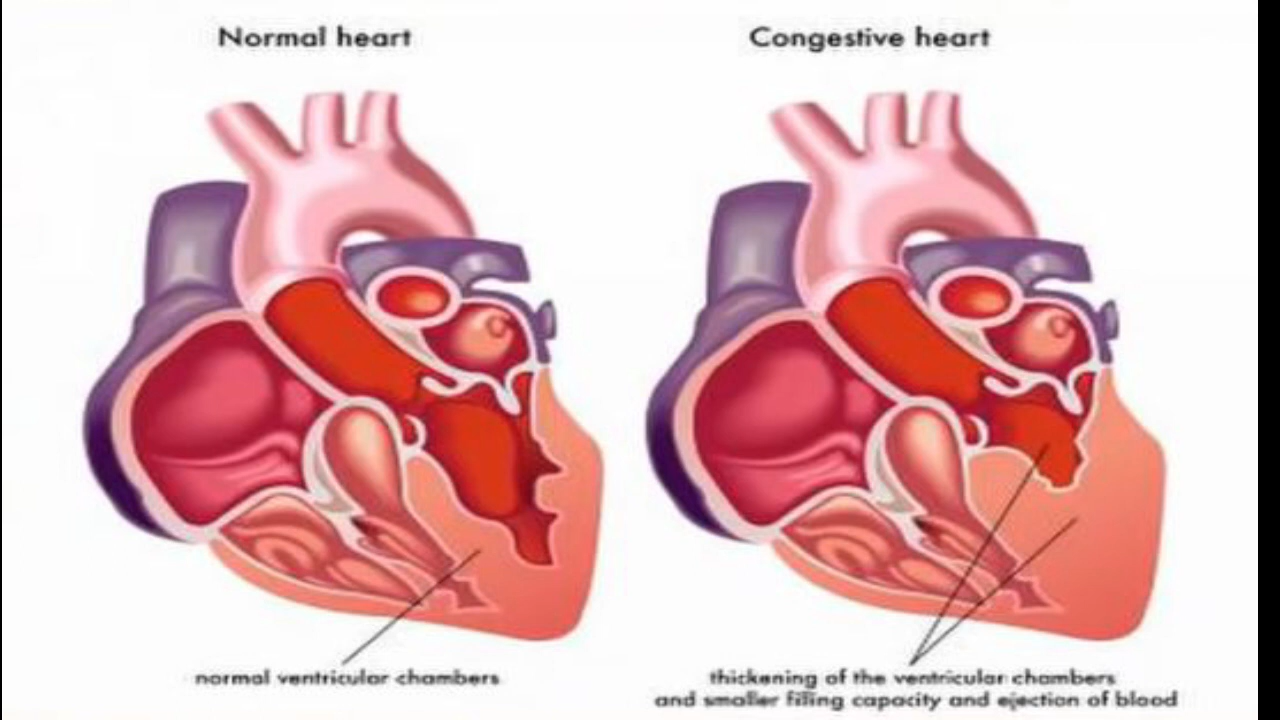 Normal heart
Congestive heart
normal ventricular chambers
thickening of the ventricular chambers
and smaller filling capacity and ejection of blood